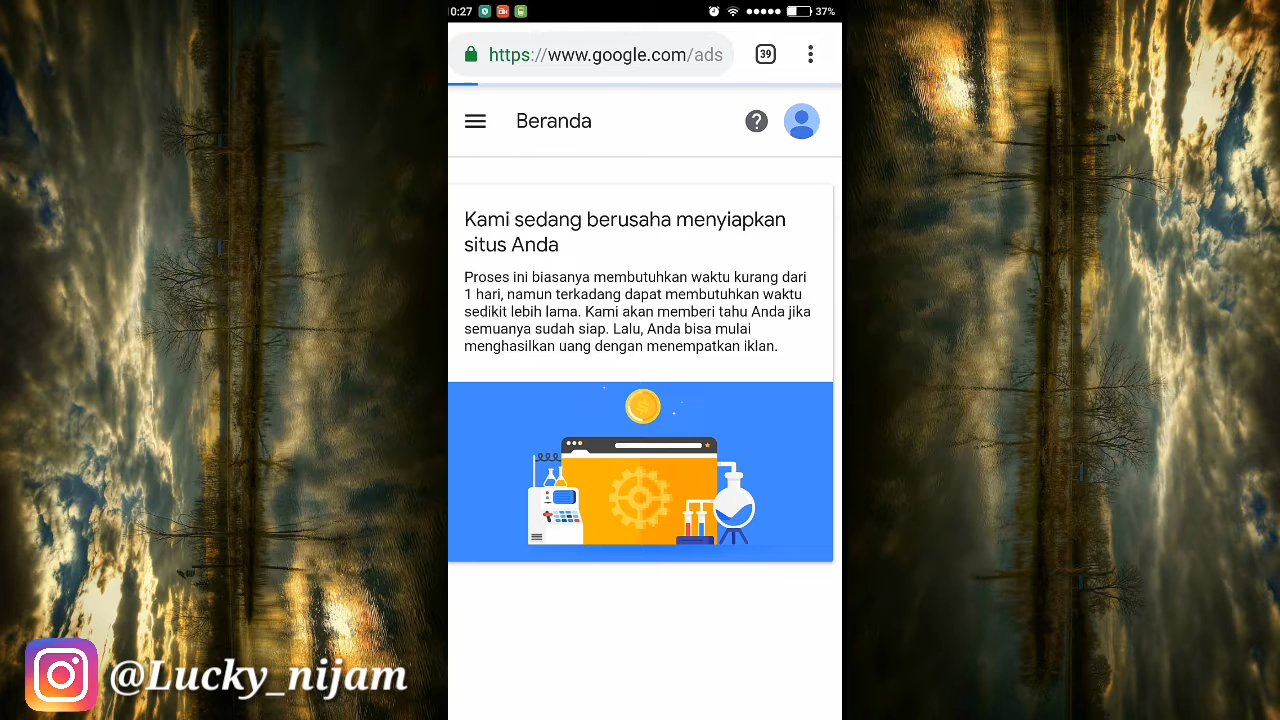 0:27
37%
https://www.google.com/ads
39
Beranda
Kami sedang berusaha menyiapkan
situs Anda
Proses ini biasanya membutuhkan waktu kurang dari
1 hari, namun terkadang dapat membutuhkan waktu
sedikit lebih lama. Kami akan memberi tahu Anda jika
semuanya sudah siap. Lalu, Anda bisa mulai
menghasilkan uang dengan menempatkan iklan.
@Lucky_nijam